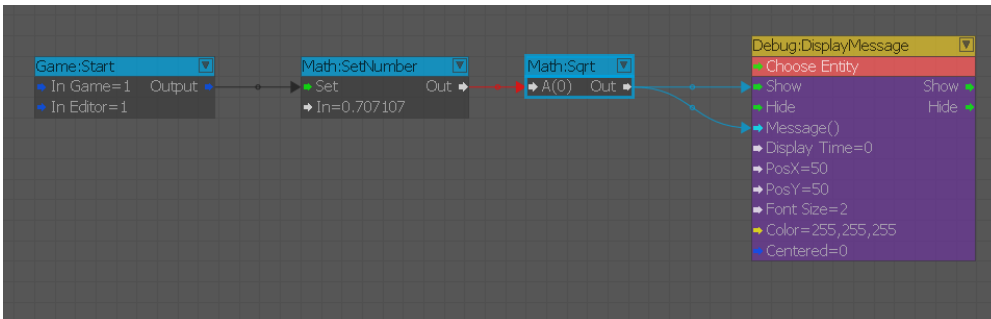 Game:Start
In Game=1 Output
In Editor=1
Math:SetNumber
Set Out
In=0.707107
Math:Sqrt
A(0) Out
Debug:DisplayMessage
Choose Entity
Show Show
Hide Hide
Message()
Display Time=0
PosX=50
PosY=50
Font Size=2
Color=255,255,255
Centered=0